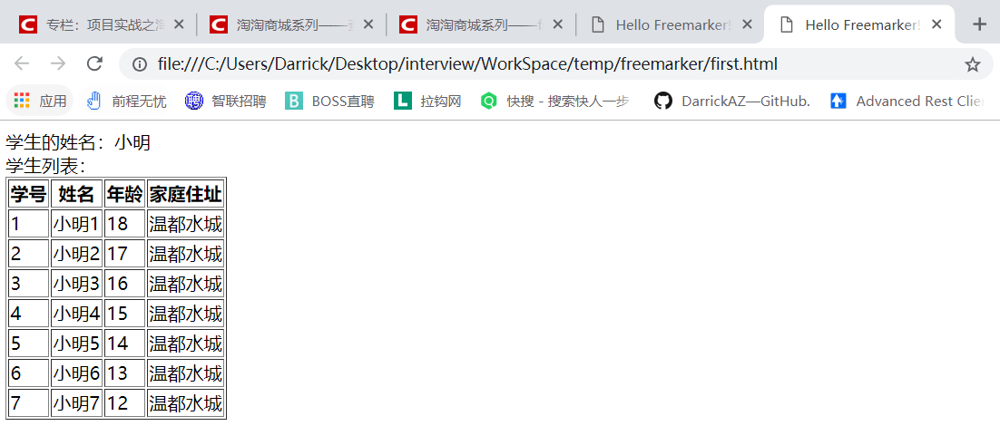 专栏：项目实战之淘
淘淘商城系列——
淘淘商城系列——
Hello Freemarker!
Hello Freemarker!
file:///C:/Users/Darrick/Desktop/interview/WorkSpace/temp/freemarker/first.html
应用 前程无忧 智联招聘 BOSS直聘 拉钩网 快搜 - 搜索快人一步 DarrickAZ—GitHub. Advanced Rest Clie
学生的姓名：小明
学生列表：
学号 姓名 年龄 家庭住址
1 小明1 18 温都水城
2 小明2 17 温都水城
3 小明3 16 温都水城
4 小明4 15 温都水城
5 小明5 14 温都水城
6 小明6 13 温都水城
7 小明7 12 温都水城